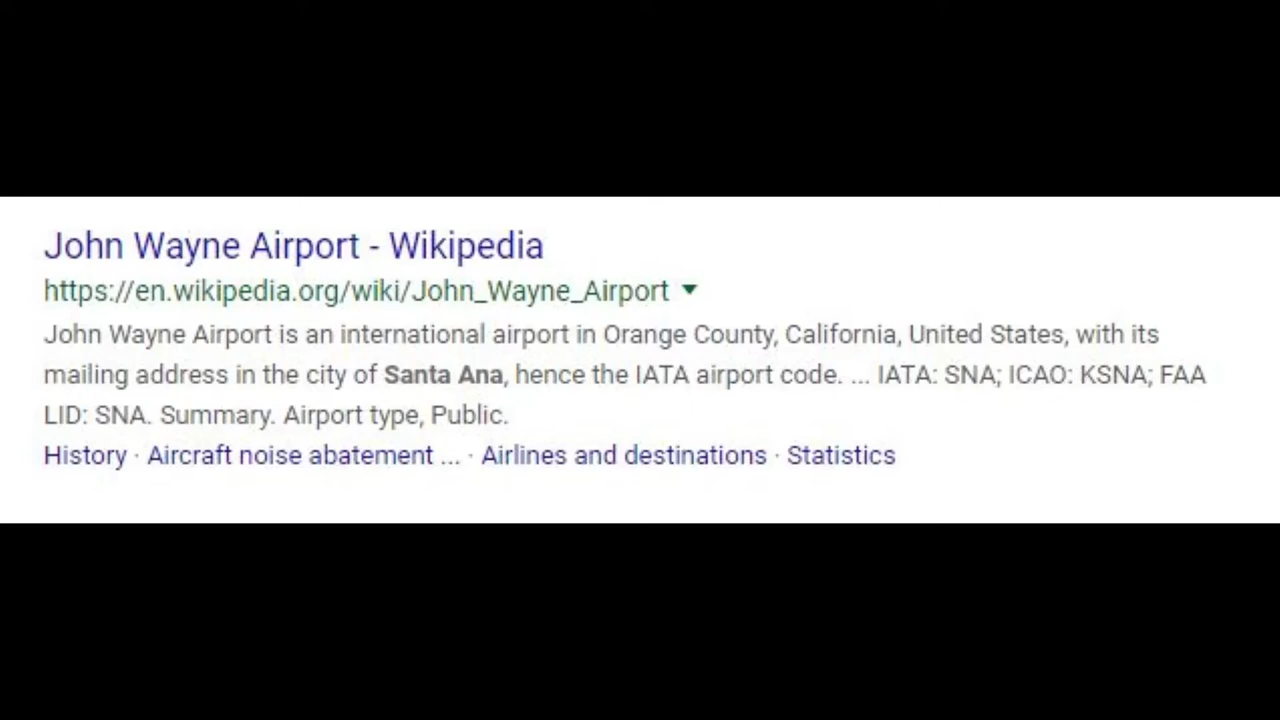 John Wayne Airport - Wikipedia
https://en.wikipedia.org/wiki/John_Wayne_Airport
John Wayne Airport is an international airport in Orange County, California, United States, with its
mailing address in the city of Santa Ana, hence the IATA airport code. ... IATA: SNA; ICAO: KSNA; FAA
LID: SNA. Summary. Airport type, Public.
History · Aircraft noise abatement ... · Airlines and destinations · Statistics